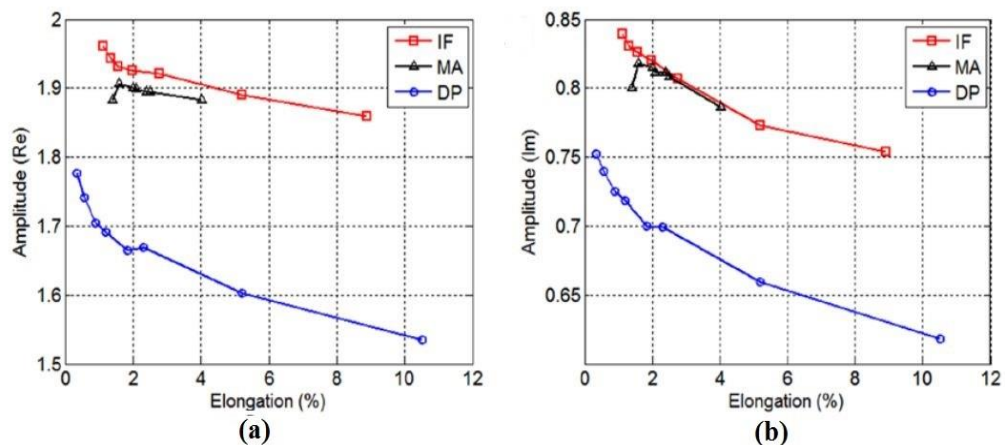 2
1.9
1.8
1.7
1.6
1.5
0 2 4 6 8 10 12
Amplitude (Re)
Elongation (%)
IF
MA
DP
(a)
0.85
0.8
0.75
0.7
0.65
0 2 4 6 8 10 12
Amplitude (Im)
Elongation (%)
IF
MA
DP
(b)